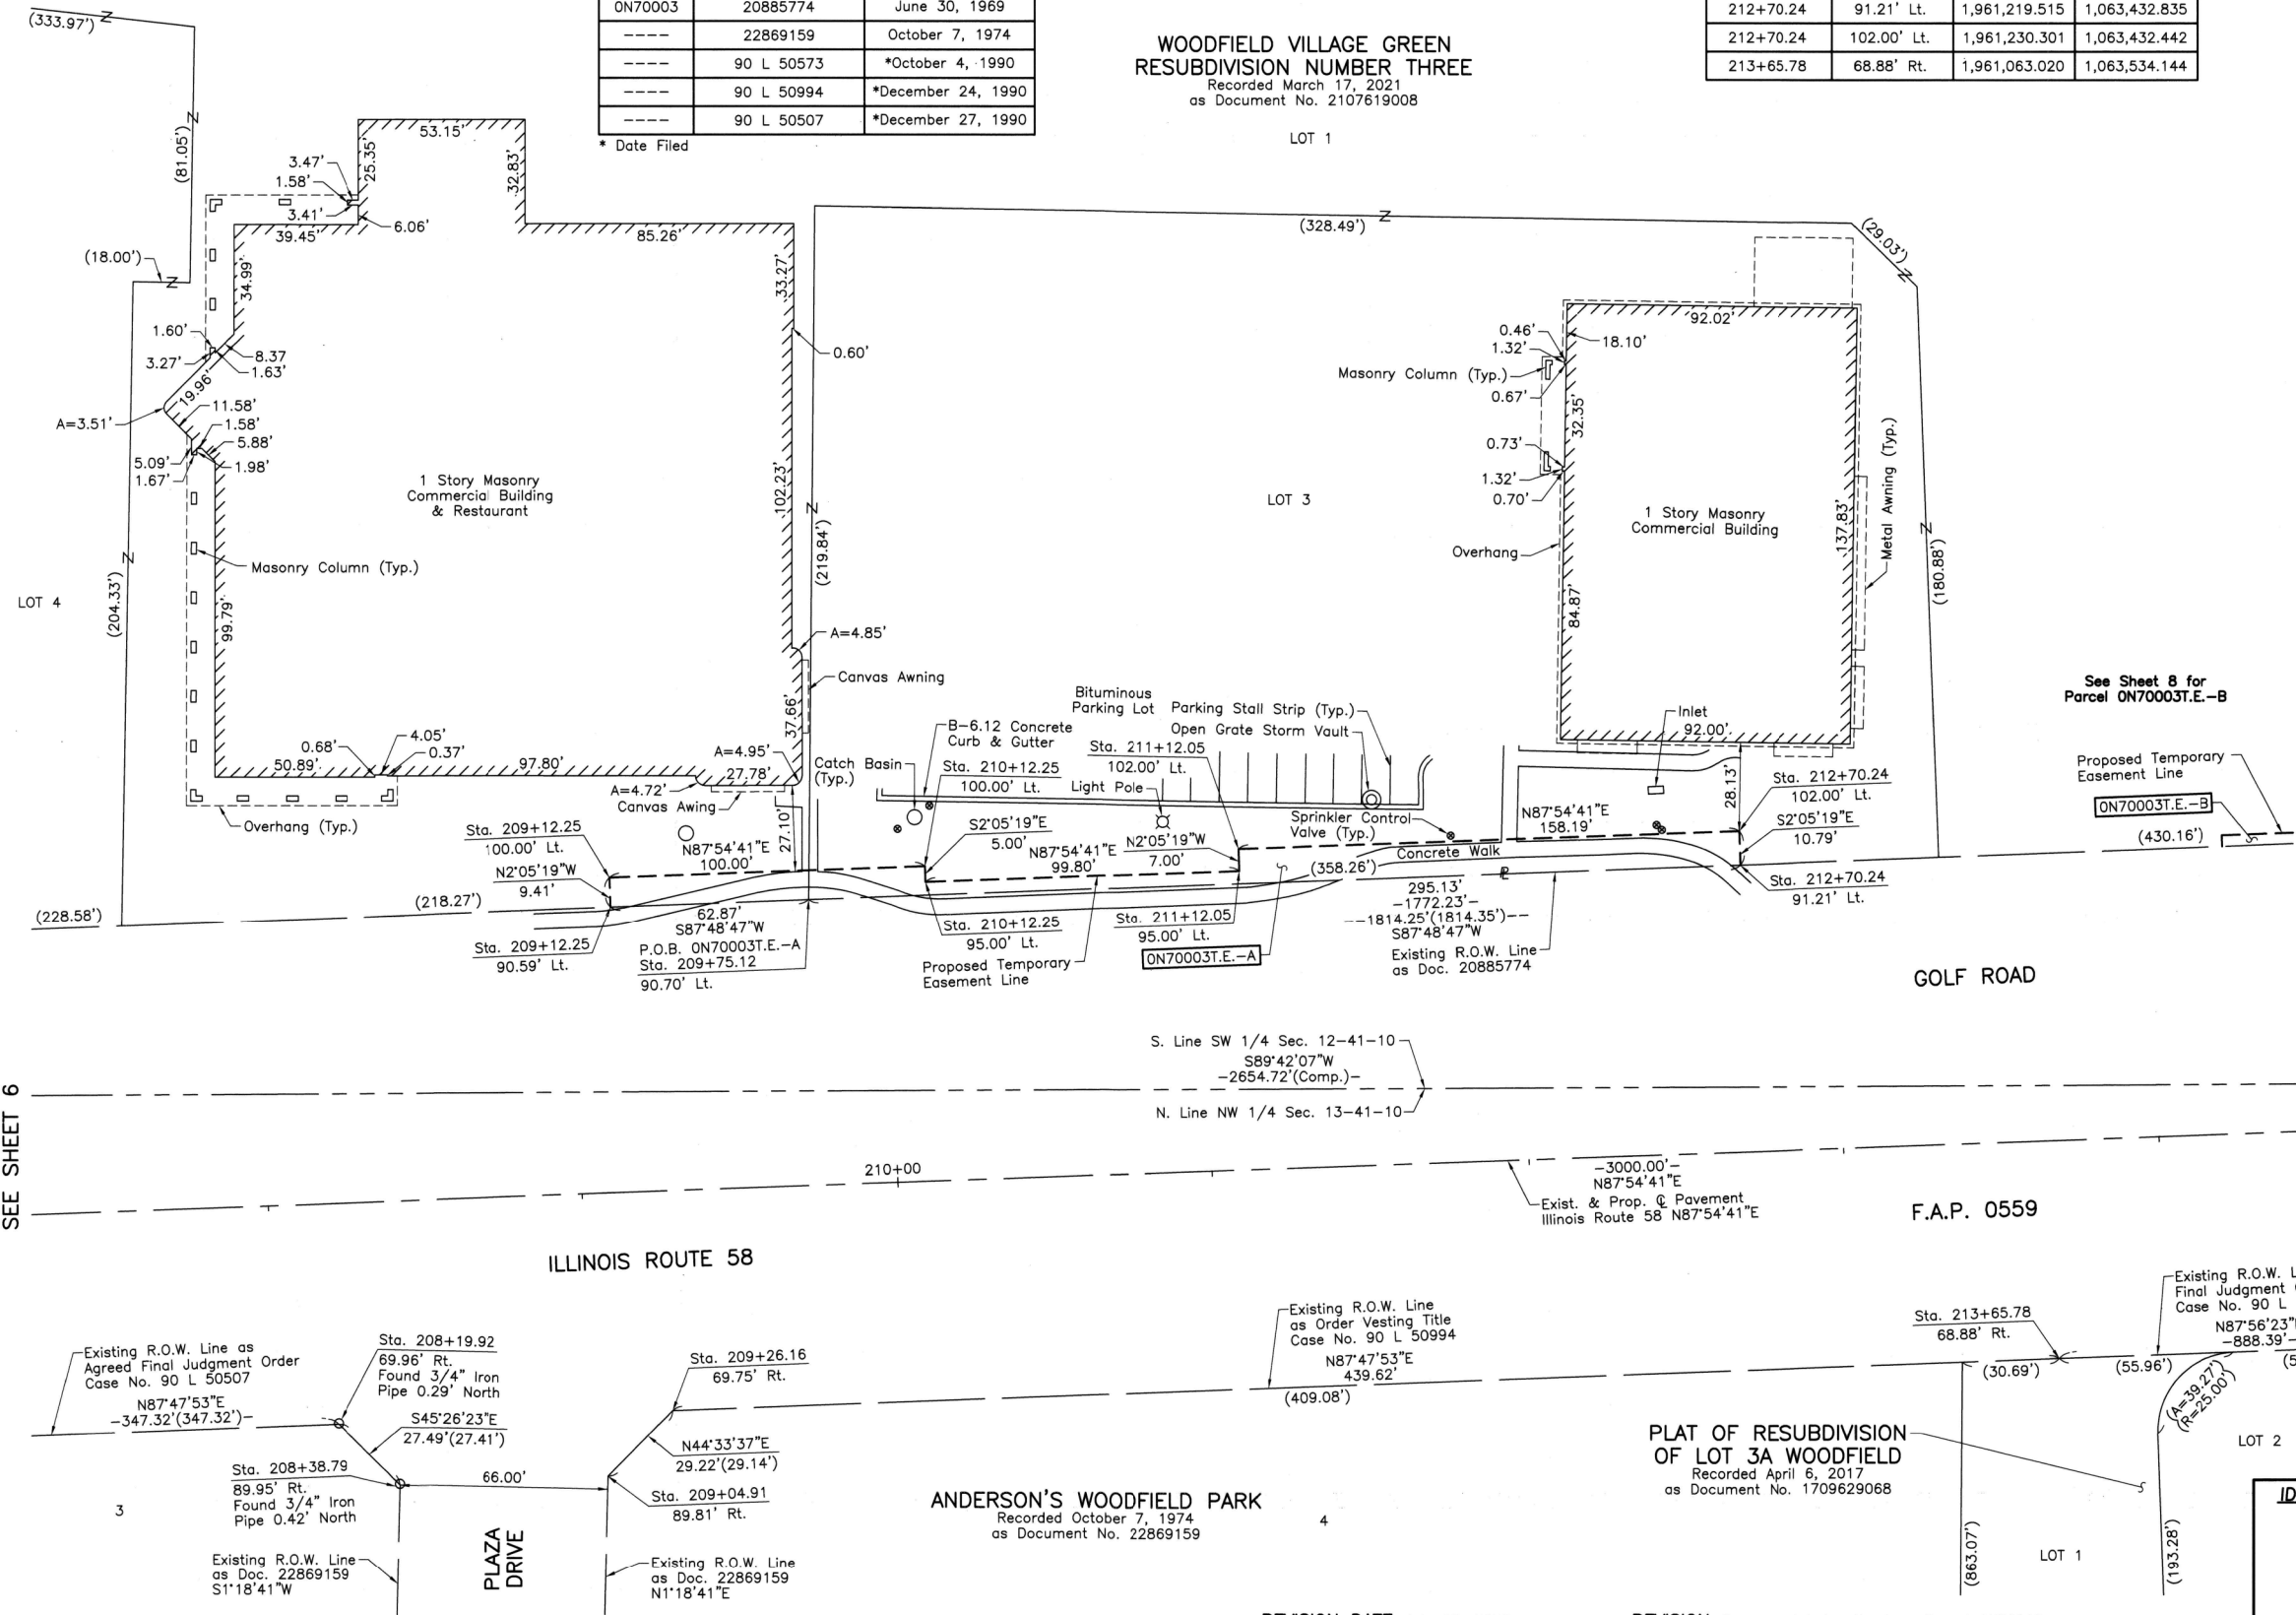 (333.97')
0N70003 20885774 June 30, 1969
---- 22869159 October 7, 1974
---- 90 L 50573 *October 4, 1990
---- 90 L 50994 *December 24, 1990
---- 90 L 50507 *December 27, 1990
* Date Filed
WOODFIELD VILLAGE GREEN
RESUBDIVISION NUMBER THREE
Recorded March 17, 2021
as Document No. 2107619008
LOT 1
212+70.24 91.21' Lt. 1,961,219.515 1,063,432.835
212+70.24 102.00' Lt. 1,961,230.301 1,063,432.442
213+65.78 68.88' Rt. 1,961,063.020 1,063,534.144
(81.05')
(18.00')
(204.33')
LOT 4
53.15'
25.35'
32.83'
3.47'
1.58'
3.41'
6.06'
39.45'
85.26'
34.99'
33.27'
0.60'
1.60'
3.27'
8.37
1.63'
19.96'
11.58'
A=3.51'
1.58'
5.88'
5.09'
1.98'
1.67'
1 Story Masonry
Commercial Building
& Restaurant
102.23'
Masonry Column (Typ.)
99.79'
A=4.85'
Canvas Awning
37.66'
0.68'
4.05'
0.37'
50.89'
97.80'
A=4.95'
27.78'
A=4.72'
Canvas Awing
Overhang (Typ.)
27.10'
(219.84')
(328.49')
(29.03')
LOT 3
92.02'
0.46'
18.10'
1.32'
Masonry Column (Typ.)
0.67'
32.35'
0.73'
1.32'
0.70'
Overhang
1 Story Masonry
Commercial Building
137.83'
Metal Awning (Typ.)
84.87'
(180.88')
Inlet
92.00'
28.13'
See Sheet 8 for
Parcel 0N70003T.E.-B
Proposed Temporary
Easement Line
0N70003T.E.-B
(430.16')
Bituminous
Parking Lot
Parking Stall Strip (Typ.)
Open Grate Storm Vault
B-6.12 Concrete
Curb & Gutter
Catch Basin
(Typ.)
Sta. 210+12.25
100.00' Lt.
Sta. 211+12.05
102.00' Lt.
Light Pole
Sprinkler Control
Valve (Typ.)
Sta. 209+12.25
100.00' Lt.
N2°05'19"W
9.41'
N87°54'41"E
100.00'
S2°05'19"E
5.00'
N87°54'41"E
99.80'
N2°05'19"W
7.00'
N87°54'41"E
158.19'
Sta. 212+70.24
102.00' Lt.
S2°05'19"E
10.79'
Concrete Walk
(358.26')
Sta. 212+70.24
91.21' Lt.
(228.58')
(218.27')
Sta. 209+12.25
90.59' Lt.
62.87'
S87°48'47"W
P.O.B. 0N70003T.E.-A
Sta. 209+75.12
90.70' Lt.
Sta. 210+12.25
95.00' Lt.
Proposed Temporary
Easement Line
Sta. 211+12.05
95.00' Lt.
0N70003T.E.-A
295.13'
-1772.23'-
--1814.25'(1814.35')--
S87°48'47"W
Existing R.O.W. Line
as Doc. 20885774
GOLF ROAD
S. Line SW 1/4 Sec. 12-41-10
S89°42'07"W
-2654.72'(Comp.)-
N. Line NW 1/4 Sec. 13-41-10
SEE SHEET 6
210+00
-3000.00'-
N87°54'41"E
Exist. & Prop. ℄ Pavement
Illinois Route 58 N87°54'41"E
F.A.P. 0559
ILLINOIS ROUTE 58
Existing R.O.W. Line as
Agreed Final Judgment Order
Case No. 90 L 50507
N87°47'53"E
-347.32'(347.32')-
Sta. 208+19.92
69.96' Rt.
Found 3/4" Iron
Pipe 0.29' North
S45°26'23"E
27.49'(27.41')
Sta. 208+38.79
89.95' Rt.
Found 3/4" Iron
Pipe 0.42' North
66.00'
Sta. 209+26.16
69.75' Rt.
N44°33'37"E
29.22'(29.14')
Sta. 209+04.91
89.81' Rt.
3
Existing R.O.W. Line
as Doc. 22869159
S1°18'41"W
PLAZA
DRIVE
Existing R.O.W. Line
as Doc. 22869159
N1°18'41"E
ANDERSON'S WOODFIELD PARK
Recorded October 7, 1974
as Document No. 22869159
4
Existing R.O.W. Line
as Order Vesting Title
Case No. 90 L 50994
N87°47'53"E
439.62'
(409.08')
Sta. 213+65.78
68.88' Rt.
(30.69')
(55.96')
Existing R.O.W. L
Final Judgment
Case No. 90 L
N87°56'23"
-888.39'-
(A=39.27')
(R=25.00')
PLAT OF RESUBDIVISION
OF LOT 3A WOODFIELD
Recorded April 6, 2017
as Document No. 1709629068
LOT 2
(863.07')
LOT 1
(193.28')